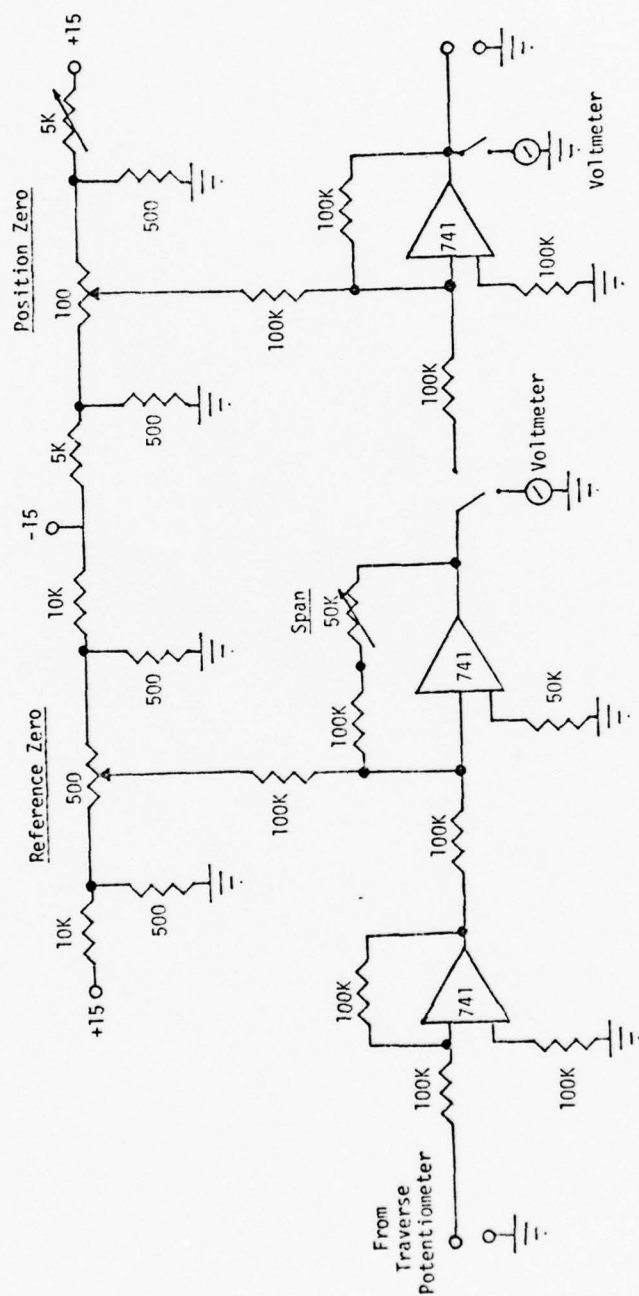 +15
10K
500
Reference Zero
500
500
10K
-15
5K
500
Position Zero
100
500
5K
+15
100K
100K
Span
50K
100K
100K
From
Traverse
Potentiometer
100K
741
100K
100K
741
50K
Voltmeter
100K
741
100K
Voltmeter